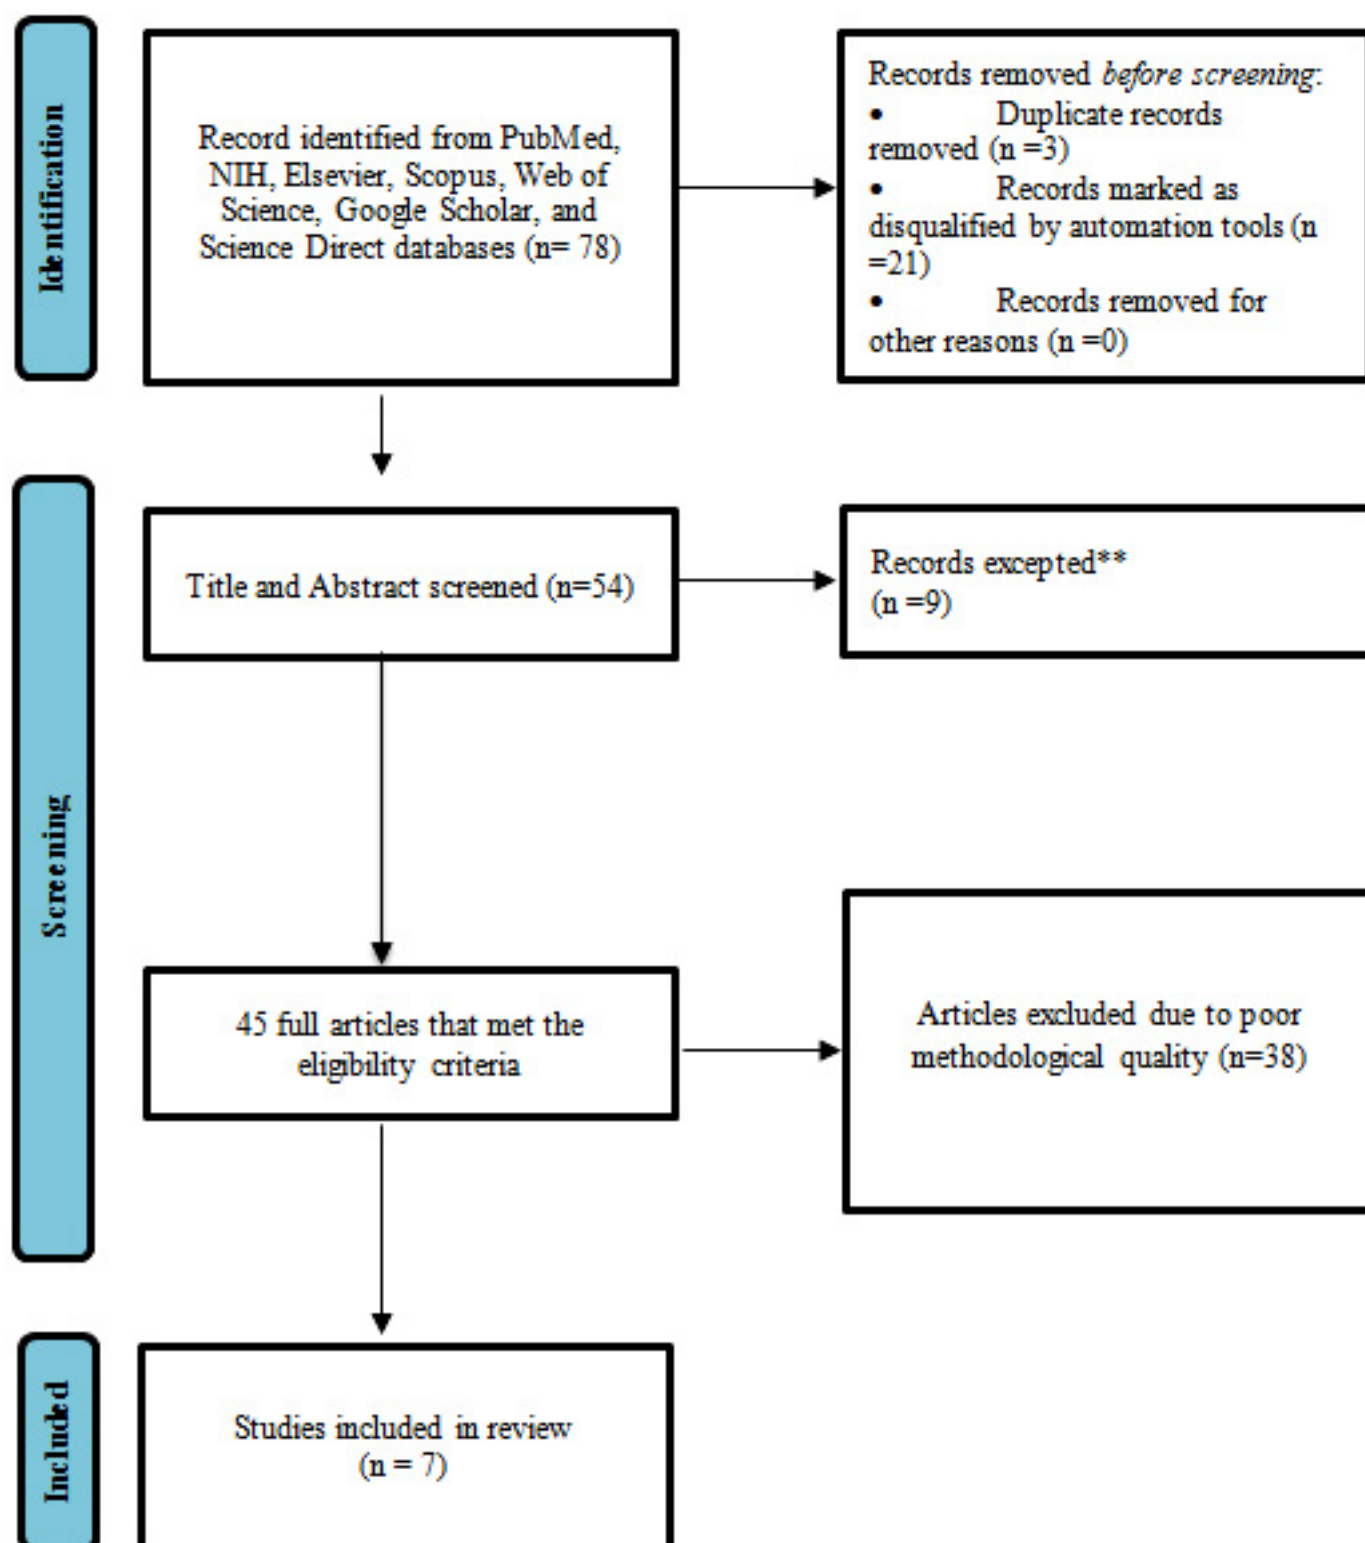 Identification
Record identified from PubMed,
NIH, Elsevier, Scopus, Web of
Science, Google Scholar, and
Science Direct databases (n= 78)
Records removed before screening:
• Duplicate records
removed (n =3)
• Records marked as
disqualified by automation tools (n
=21)
• Records removed for
other reasons (n =0)
Screening
Title and Abstract screened (n=54)
Records excepted**
(n =9)
45 full articles that met the
eligibility criteria
Articles excluded due to poor
methodological quality (n=38)
Included
Studies included in review
(n = 7)